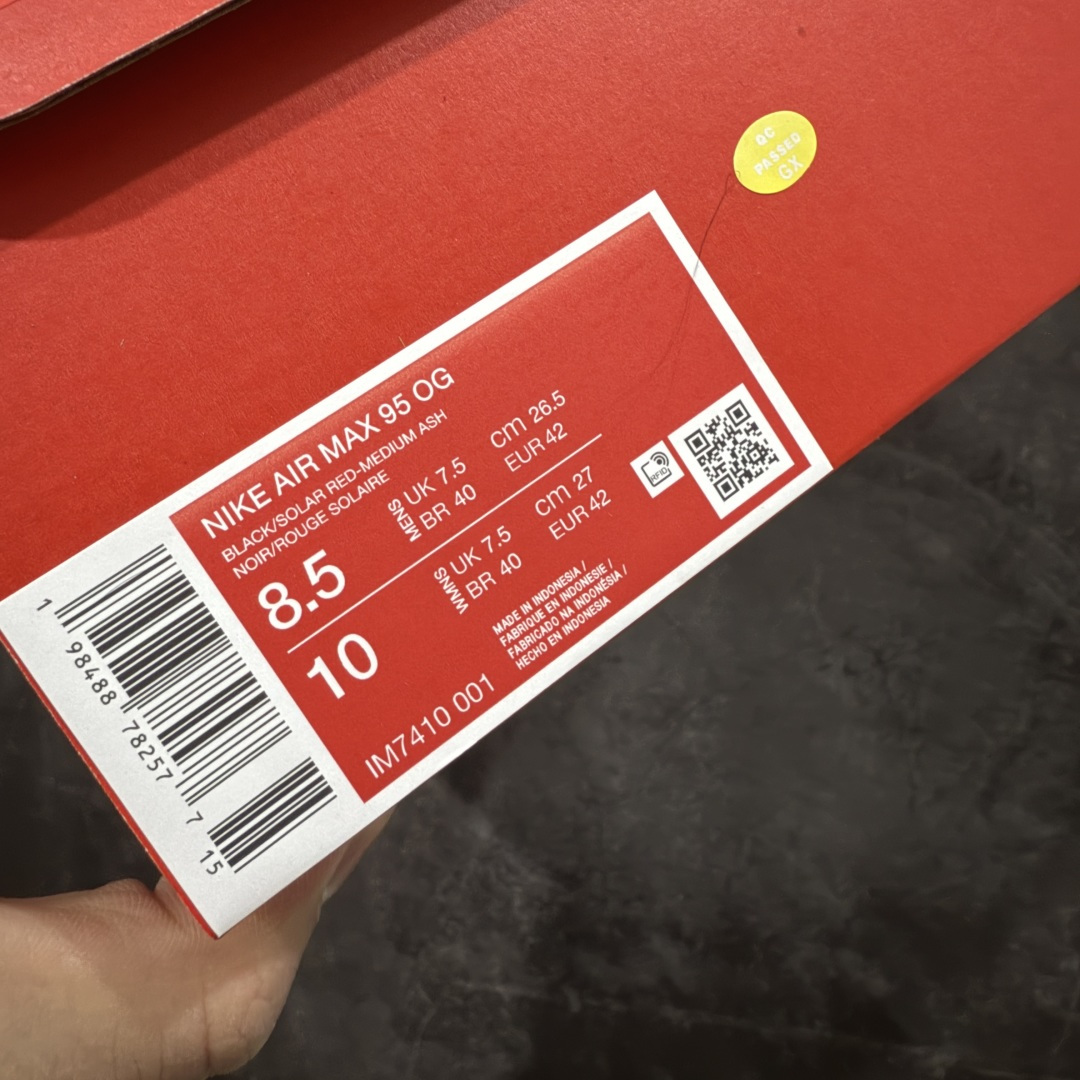 QC
PASSED
GX
NIKE AIR MAX 95 OG
BLACK/SOLAR RED-MEDIUM ASH
NOIR/ROUGE SOLAIRE
8.5
MENS
UK 7.5
cm 26.5
BR 40
EUR 42
10
WMNS
UK 7.5
cm 27
BR 40
EUR 42
RFID
MADE IN INDONESIA /
FABRIQUE EN INDONESIE /
FABRICADO NA INDONÉSIA /
HECHO EN INDONESIA
IM7410 001
1 98488 78257 7 15